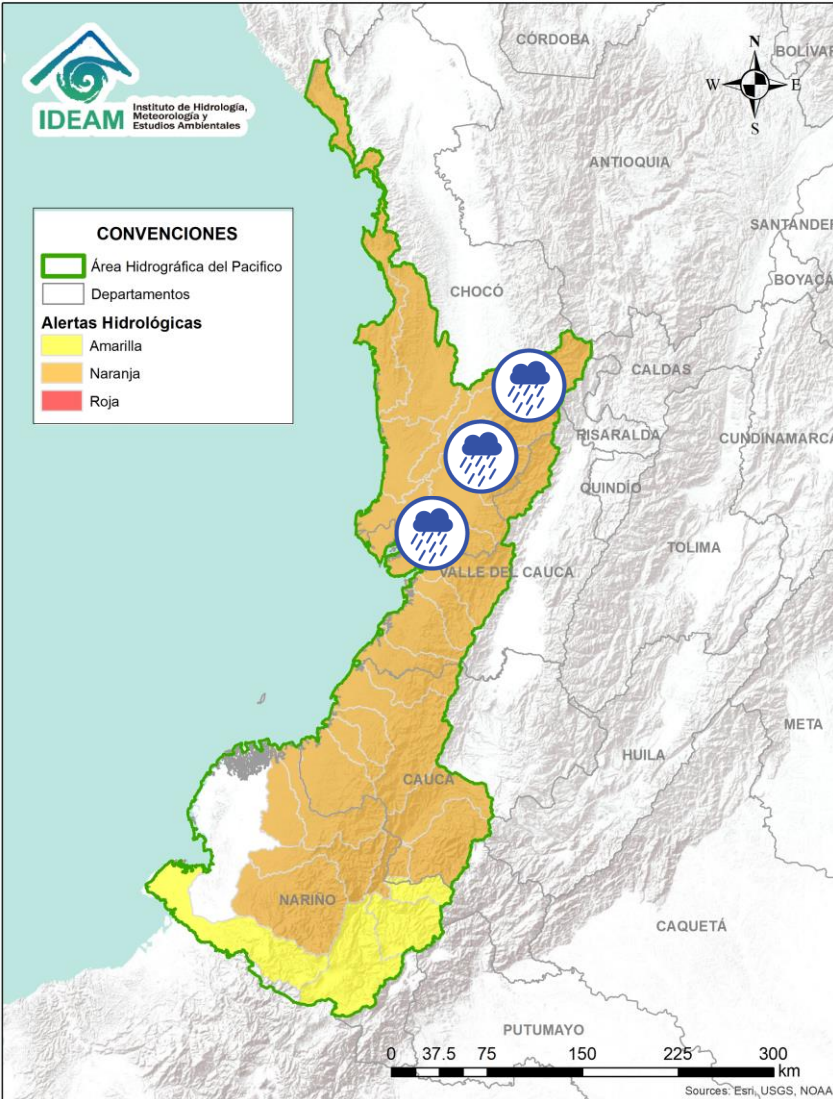 IDEAM
Instituto de Hidrología,
Meteorología y
Estudios Ambientales
CÓRDOBA
BOLÍVAR
N
W
E
S
ANTIOQUIA
SANTANDER
BOYACÁ
CONVENCIONES
Área Hidrográfica del Pacifico
Departamentos
Alertas Hidrológicas
Amarilla
Naranja
Roja
CHOCÓ
CALDAS
RISARALDA
CUNDINAMARCA
QUINDÍO
TOLIMA
VALLE DEL CAUCA
META
HUILA
CAUCA
NARIÑO
CAQUETÁ
PUTUMAYO
0 37.5 75 150 225 300
km
Sources: Esri, USGS, NOAA